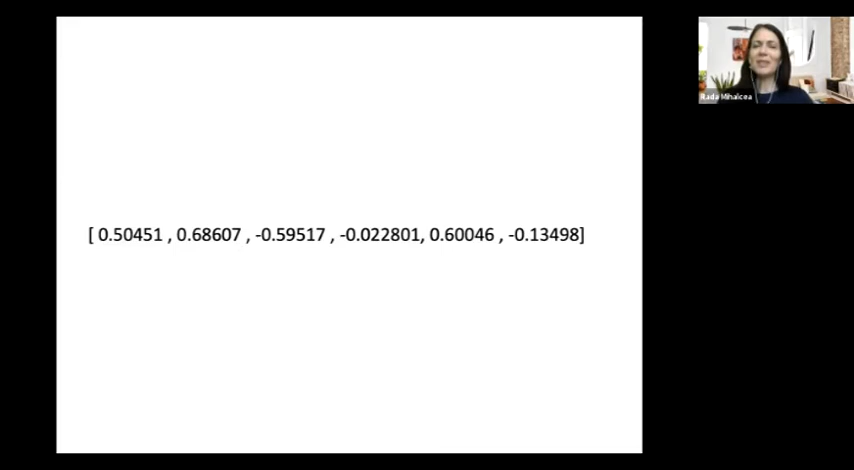 [ 0.50451 , 0.68607 , -0.59517 , -0.022801, 0.60046 , -0.13498]
Rada Mihalcea